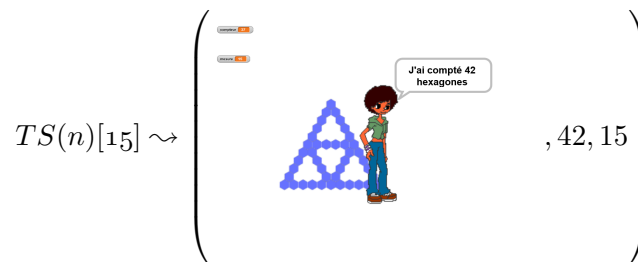 J'ai compté 42
hexagones
TS(n)[15] ⤳ ( , 42, 15 )